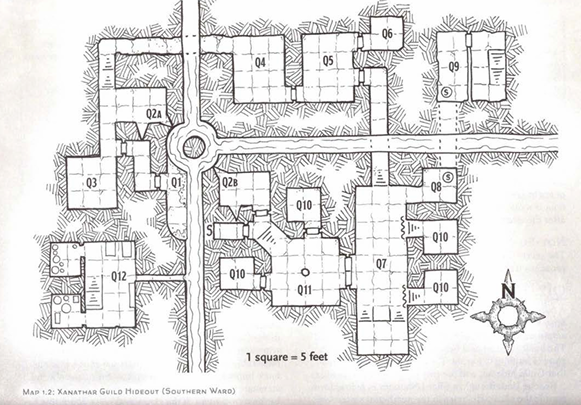 Q6
Q4
Q5
Q9
S
Q2A
Q3
Q1
Q2B
Q8
S
Q10
S
Q10
Q7
Q12
Q10
Q11
Q10
N
1 square = 5 feet
Map 1.2: Xanathar Guild Hideout (Southern Ward)